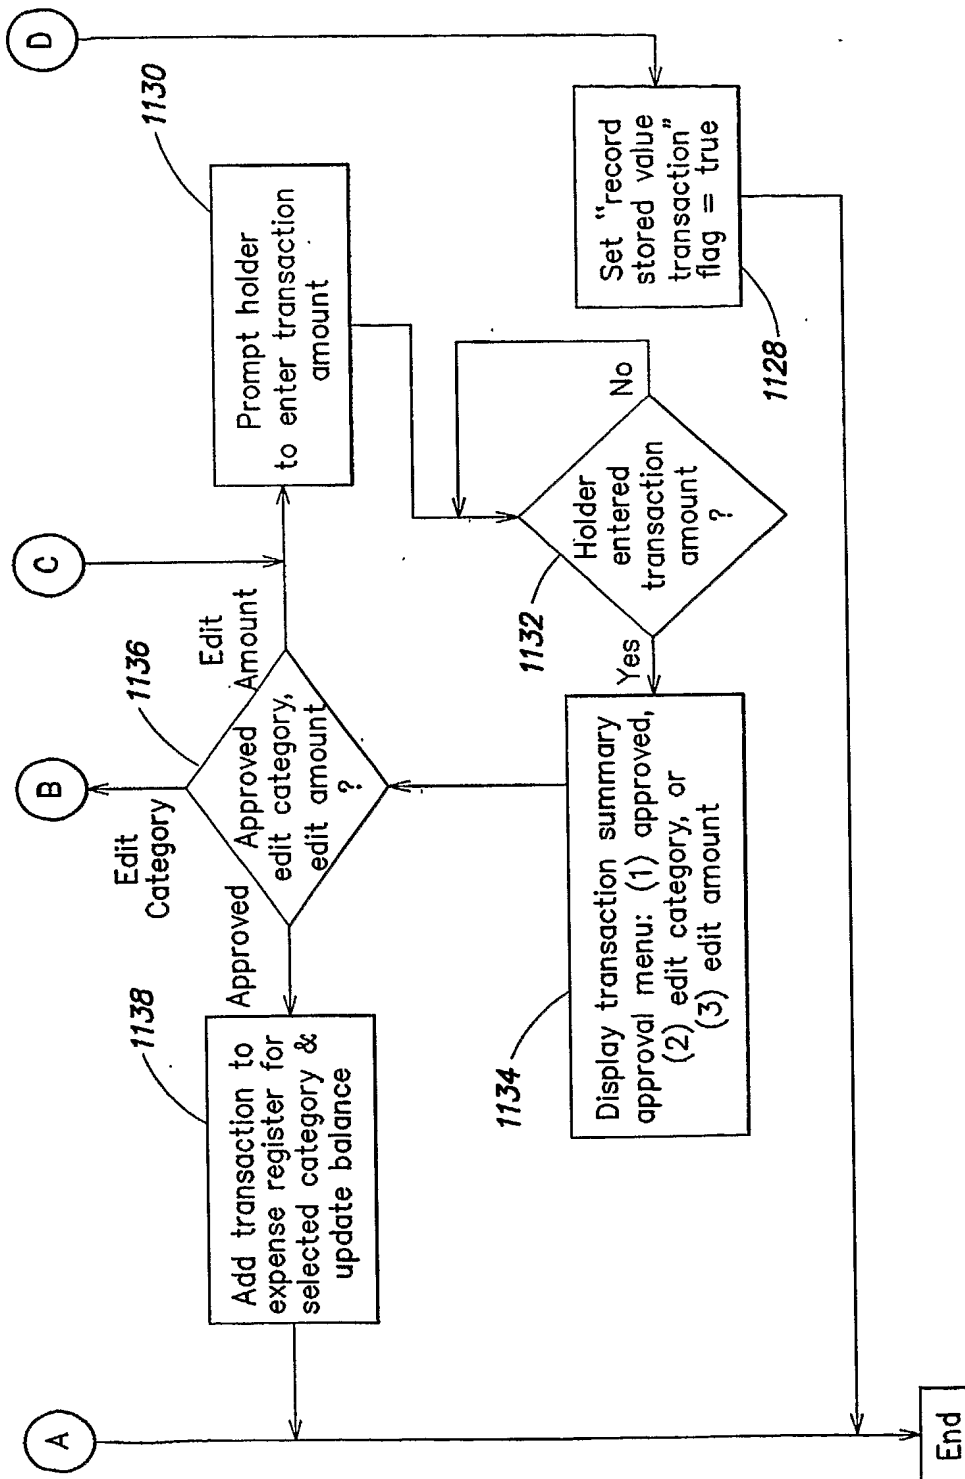 A
B
C
D
1138
Add transaction to
expense register for
selected category &
update balance
Approved
Edit
Category
1136
Approved
edit category,
edit amount
?
Edit
Amount
1130
Prompt holder
to enter transaction
amount
1134
Display transaction summary
approval menu: (1) approved,
(2) edit category, or
(3) edit amount
Yes
1132
Holder
entered
transaction
amount
?
No
Set "record
stored value
transaction"
flag = true
1128
End